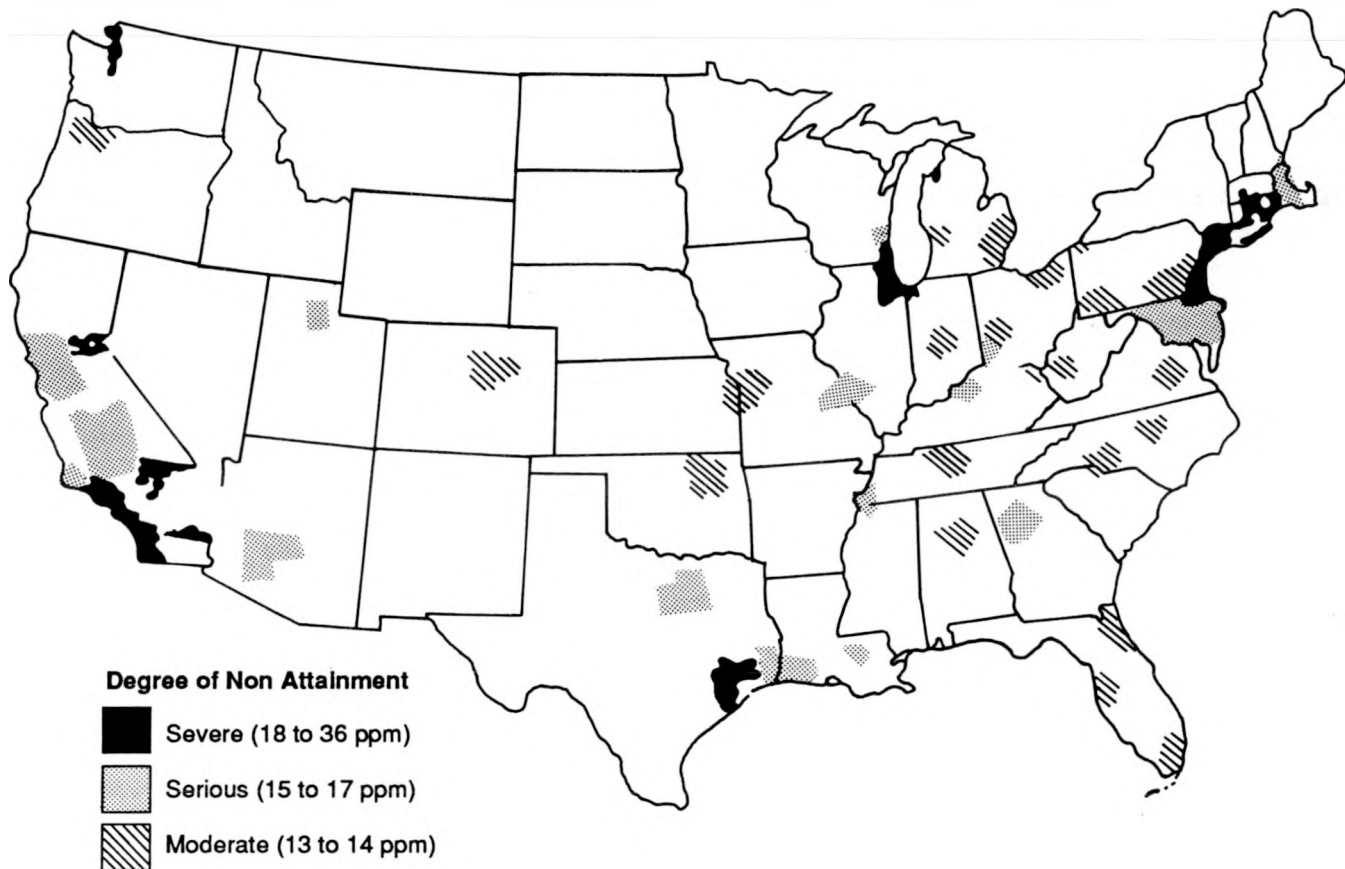 Degree of Non Attainment
Severe (18 to 36 ppm)
Serious (15 to 17 ppm)
Moderate (13 to 14 ppm)